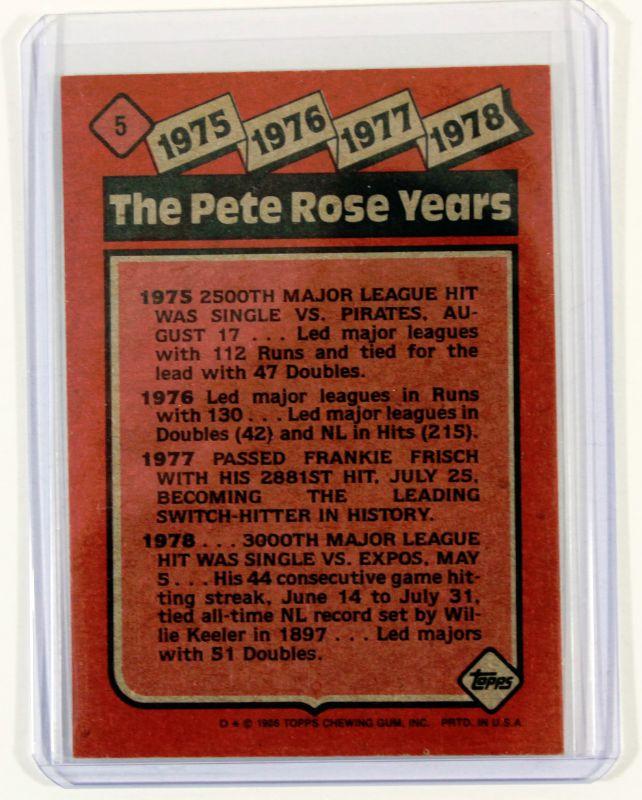 5
1975 1976 1977 1978
The Pete Rose Years
1975 2500TH MAJOR LEAGUE HIT
WAS SINGLE VS. PIRATES, AU-
GUST 17 . . . Led major leagues
with 112 Runs and tied for the
lead with 47 Doubles.
1976 Led major leagues in Runs
with 130 . . . Led major leagues in
Doubles (42) and NL in Hits (215).
1977 PASSED FRANKIE FRISCH
WITH HIS 2881ST HIT, JULY 25,
BECOMING THE LEADING
SWITCH-HITTER IN HISTORY.
1978 . . . 3000TH MAJOR LEAGUE
HIT WAS SINGLE VS. EXPOS, MAY
5 . . . His 44 consecutive game hit-
ting streak, June 14 to July 31,
tied all-time NL record set by Wil-
lie Keeler in 1897 . . . Led majors
with 51 Doubles.
topps
D * © 1986 TOPPS CHEWING GUM, INC. PRTD. IN U.S.A.